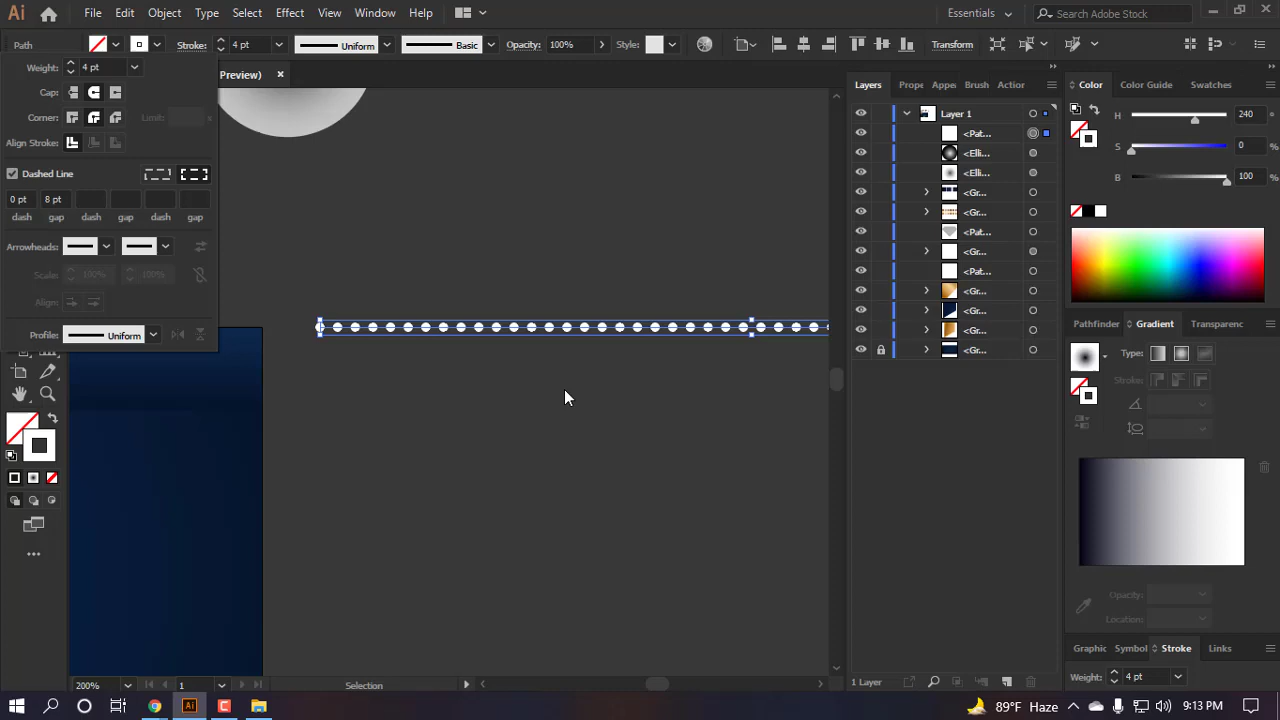 Ai File Edit Object Type Select Effect View Window Help Essentials Search Adobe Stock
Path Stroke: 4 pt Uniform Basic Opacity: 100% Style: Transform
Weight: 4 pt
Preview) ×
Cap:
Corner: Limit: x
Align Stroke:
Dashed Line
0 pt 8 pt
dash gap dash gap dash gap
Arrowheads:
Scale: 100% 100%
Align:
Profile: Uniform
Layers Prope Appe Brush Action
Layer 1
<Pat...
<Elli...
<Elli...
<Gr...
<Gr...
<Pat...
<Gr...
<Pat...
<Gr...
<Gr...
<Gr...
<Gr...
Color Color Guide Swatches
H 240 °
S 0 %
B 100 %
Pathfinder Gradient Transparency
Type:
Stroke:
Opacity:
Location:
Graphic Symbol Stroke Links
Weight: 4 pt
200% 1 Selection 1 Layer
89°F Haze 9:13 PM